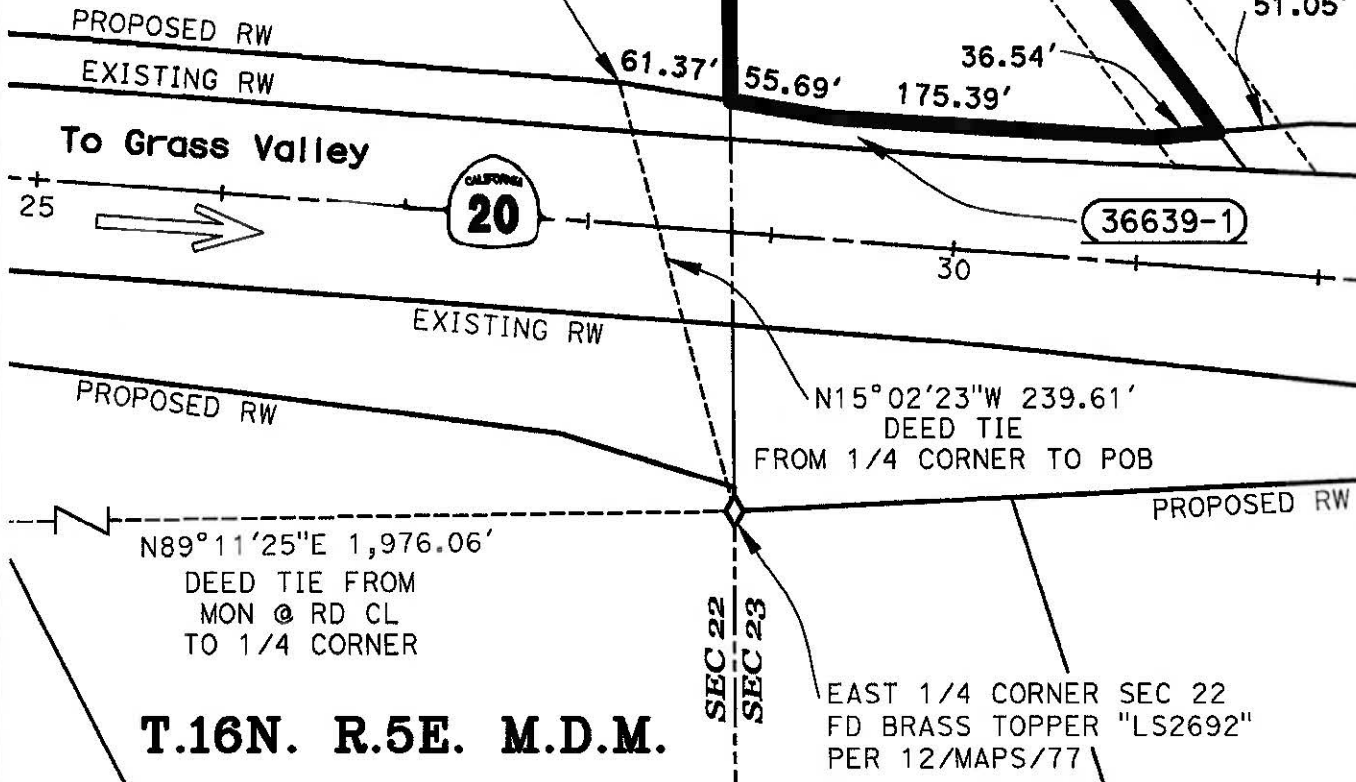 51.05'
PROPOSED RW
36.54'
61.37'
55.69'
175.39'
EXISTING RW
To Grass Valley
CALIFORNIA
20
25
36639-1
30
EXISTING RW
N15°02'23"W 239.61'
DEED TIE
FROM 1/4 CORNER TO POB
PROPOSED RW
PROPOSED RW
N89°11'25"E 1,976.06'
DEED TIE FROM
MON @ RD CL
TO 1/4 CORNER
SEC 22
SEC 23
EAST 1/4 CORNER SEC 22
FD BRASS TOPPER "LS2692"
PER 12/MAPS/77
T.16N. R.5E. M.D.M.